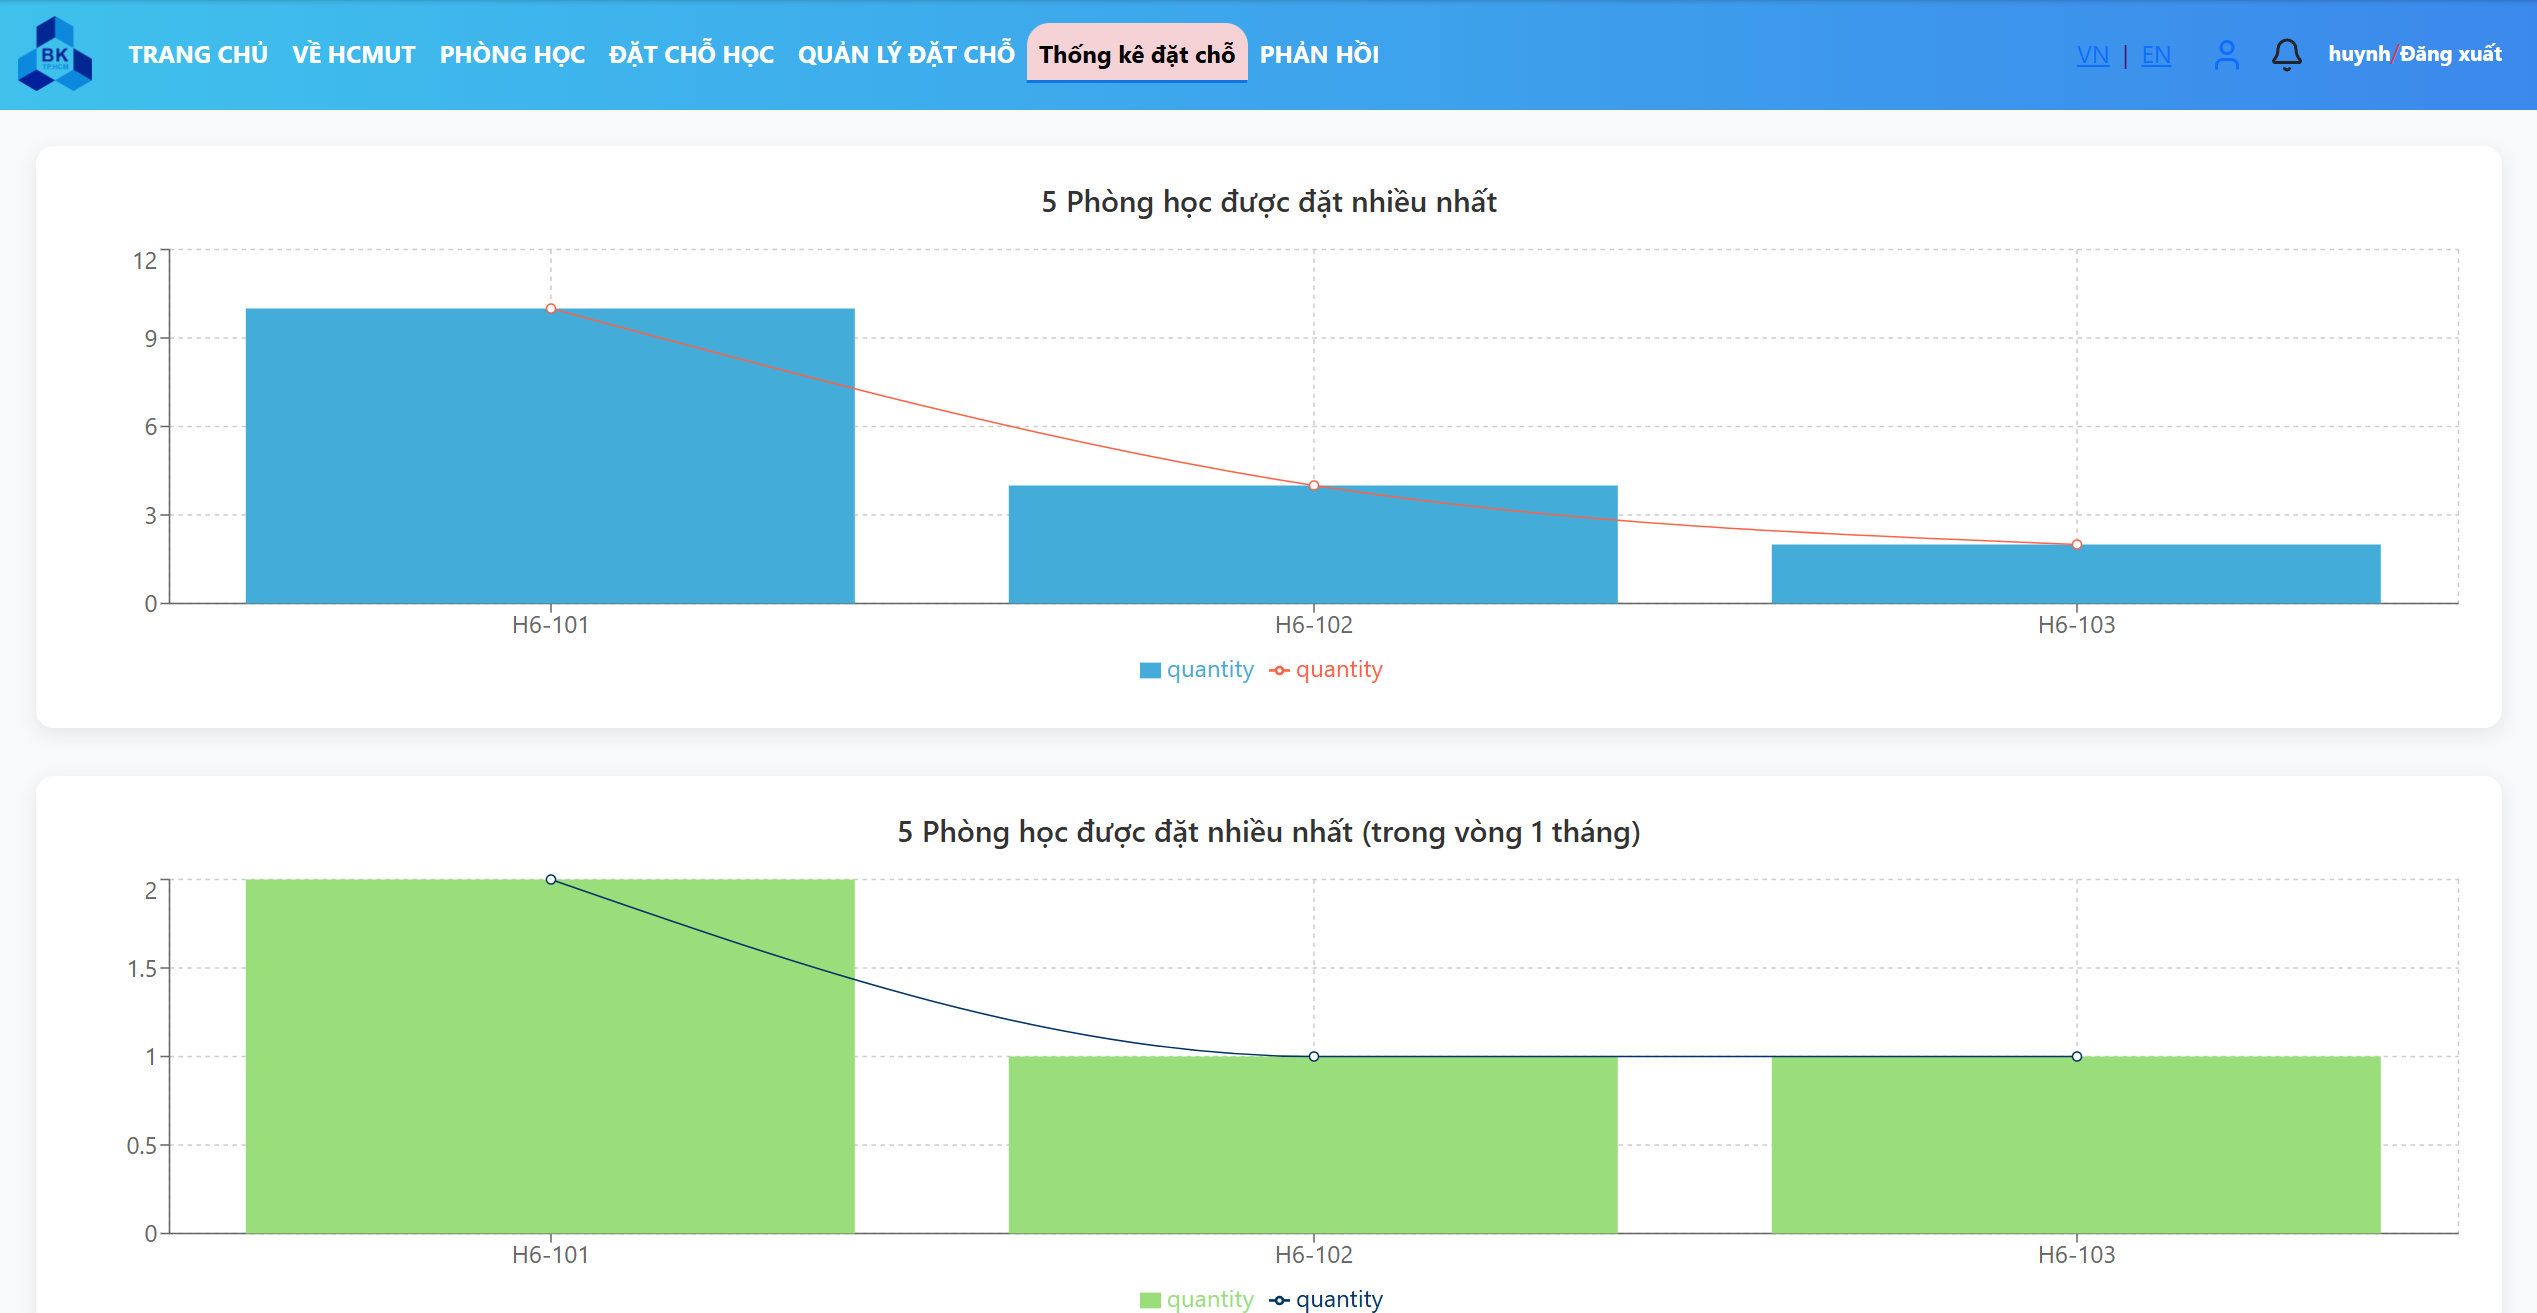 BK
TP.HCM
TRANG CHỦ VỀ HCMUT PHÒNG HỌC ĐẶT CHỖ HỌC QUẢN LÝ ĐẶT CHỖ Thống kê đặt chỗ PHẢN HỒI VN | EN huynh/Đăng xuất
5 Phòng học được đặt nhiều nhất
12
9
6
3
0
H6-101 H6-102 H6-103
quantity quantity
5 Phòng học được đặt nhiều nhất (trong vòng 1 tháng)
2
1.5
1
0.5
0
H6-101 H6-102 H6-103
quantity quantity